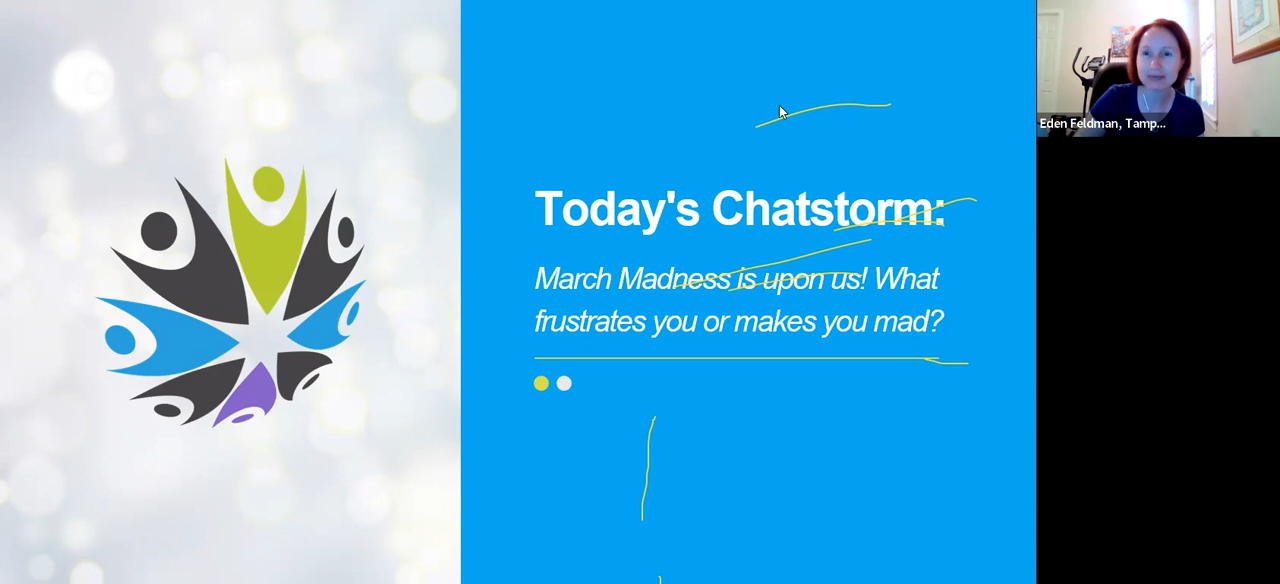 Today's Chatstorm:
March Madness is upon us! What
frustrates you or makes you mad?
Eden Feldman, Tamp...